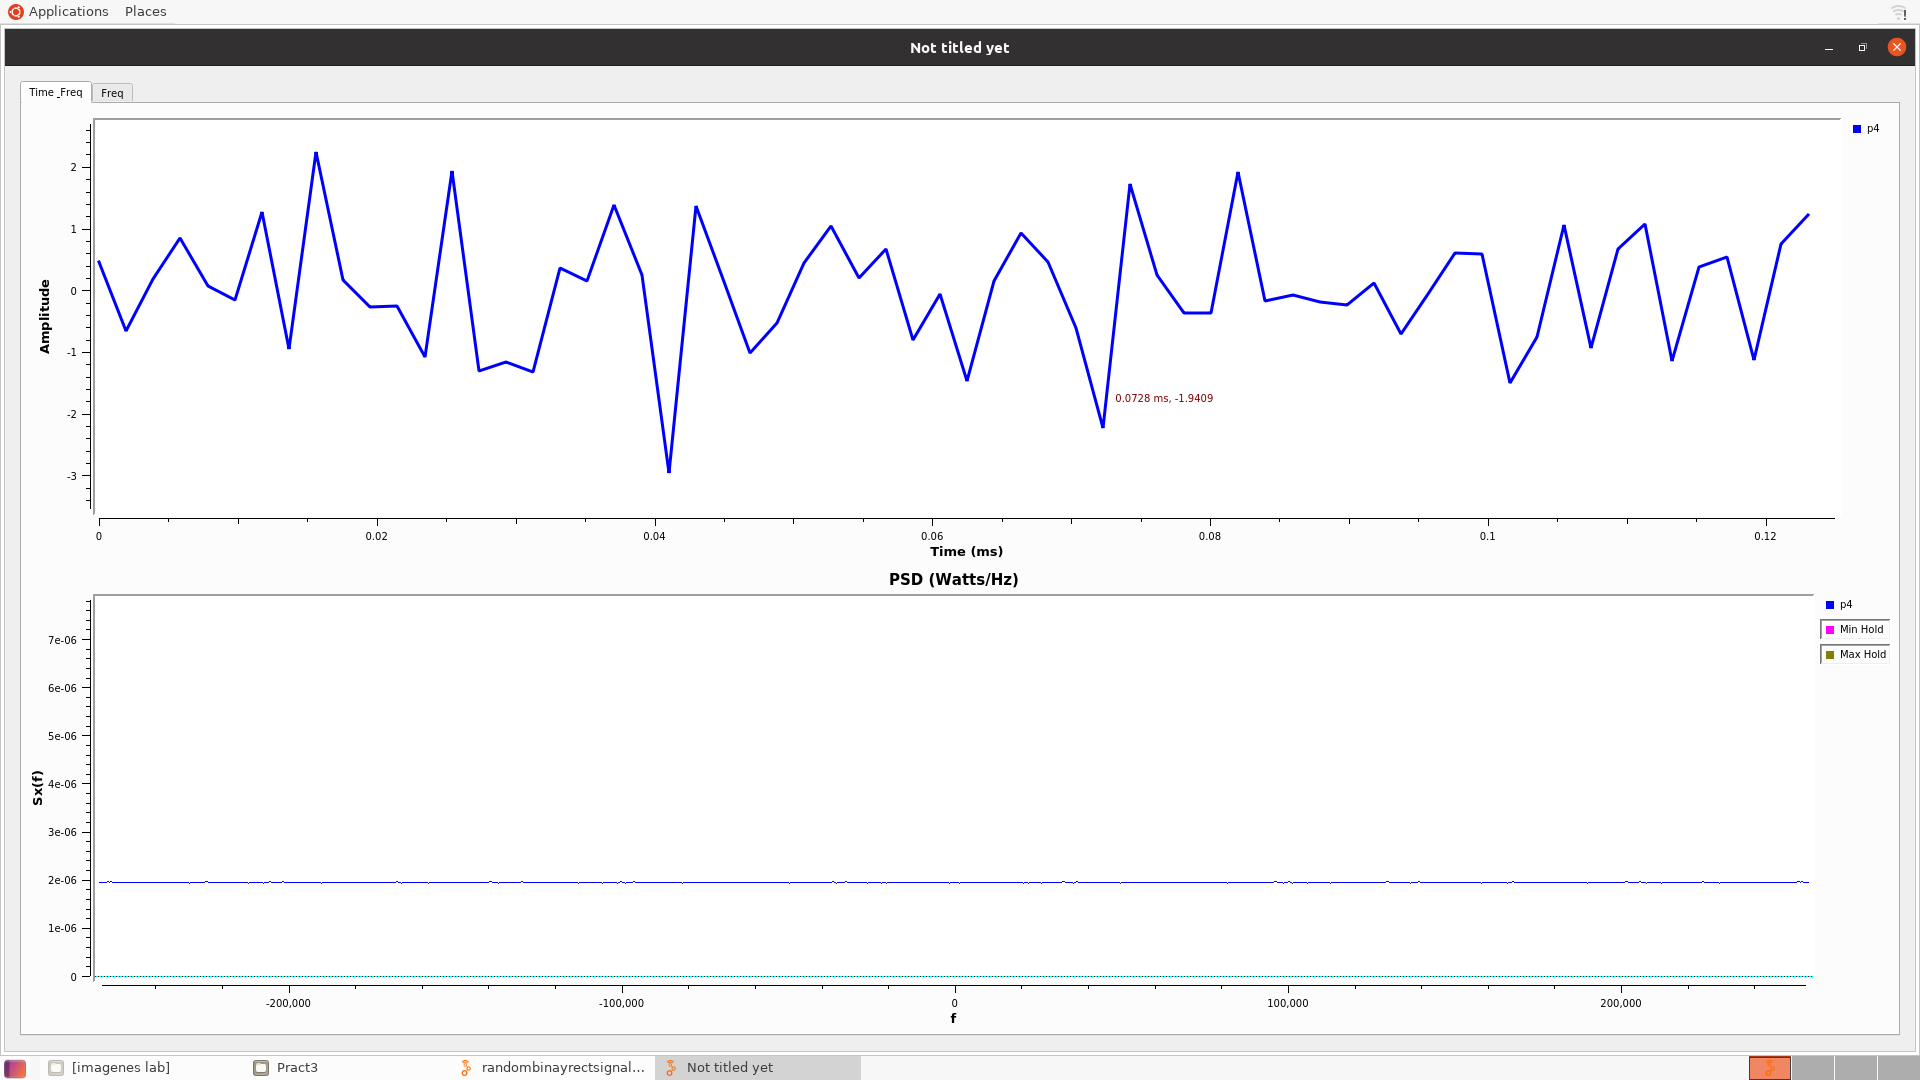 Applications Places
Not titled yet
Time_Freq Freq
p4
2
1
0
-1
-2
-3
Amplitude
0.0728 ms, -1.9409
0 0.02 0.04 0.06 0.08 0.1 0.12
Time (ms)
PSD (Watts/Hz)
p4
Min Hold
Max Hold
7e-06
6e-06
5e-06
4e-06
3e-06
2e-06
1e-06
0
Sx(f)
-200,000 -100,000 0 100,000 200,000
f
[imagenes lab] Pract3 randombinayrectsignal... Not titled yet